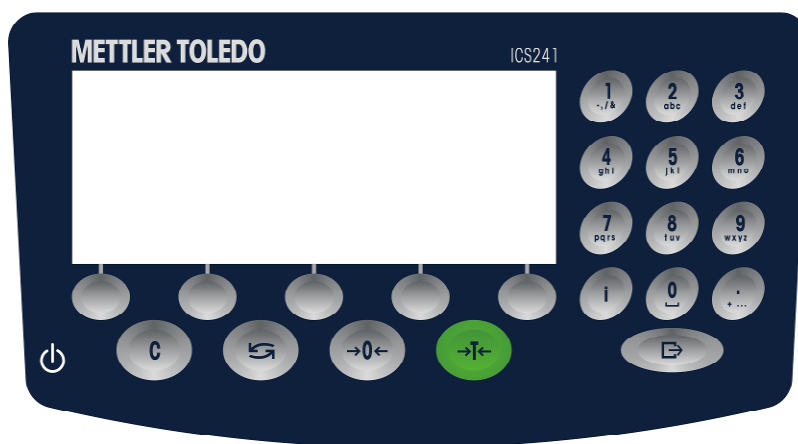 METTLER TOLEDO
ICS241
1 2 3
-,/& abc def
4 5 6
ghi jkl mno
7 8 9
pqrs tuv wxyz
i 0 .
+ ...
C →0← →T←